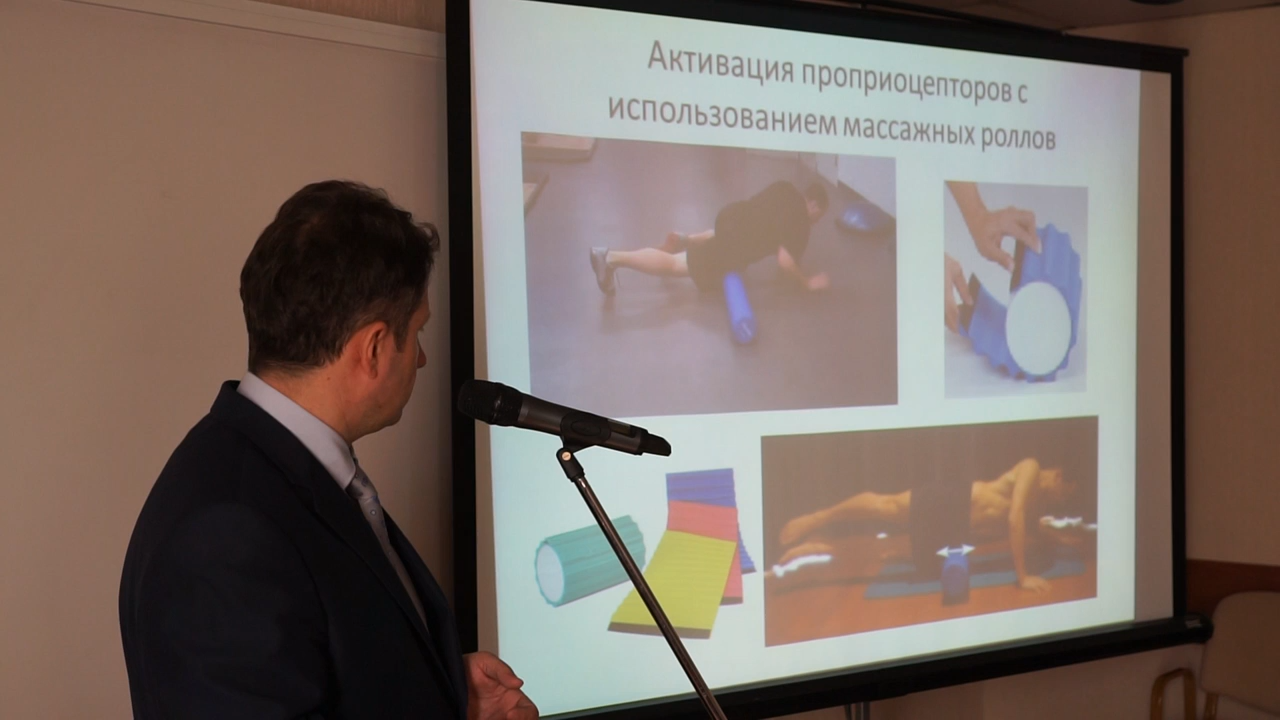 Активация проприоцепторов с
использованием массажных роллов